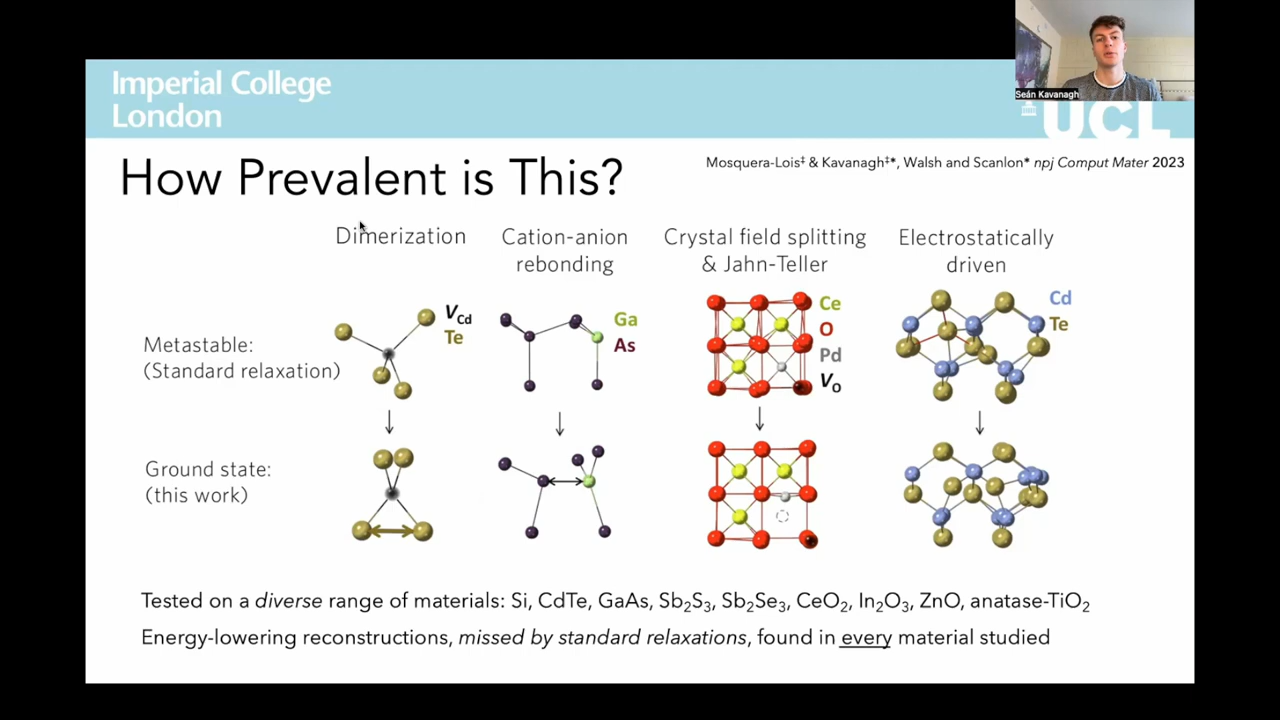 Imperial College
London
Seán Kavanagh
UCL
How Prevalent is This?
Mosquera-Lois‡ & Kavanagh‡*, Walsh and Scanlon* npj Comput Mater 2023
Dimerization
Cation-anion
rebonding
Crystal field splitting
& Jahn-Teller
Electrostatically
driven
Metastable:
(Standard relaxation)
V_Cd
Te
Ga
As
Ce
O
Pd
V_O
Cd
Te
Ground state:
(this work)
Tested on a diverse range of materials: Si, CdTe, GaAs, Sb₂S₃, Sb₂Se₃, CeO₂, In₂O₃, ZnO, anatase-TiO₂
Energy-lowering reconstructions, missed by standard relaxations, found in every material studied